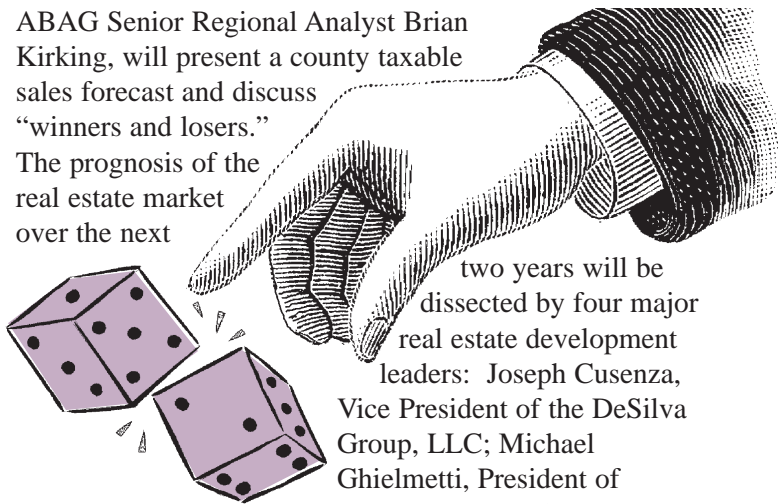 ABAG Senior Regional Analyst Brian
Kirking, will present a county taxable
sales forecast and discuss
“winners and losers.”
The prognosis of the
real estate market
over the next
two years will be
dissected by four major
real estate development
leaders: Joseph Cusenza,
Vice President of the DeSilva
Group, LLC; Michael
Ghielmetti, President of